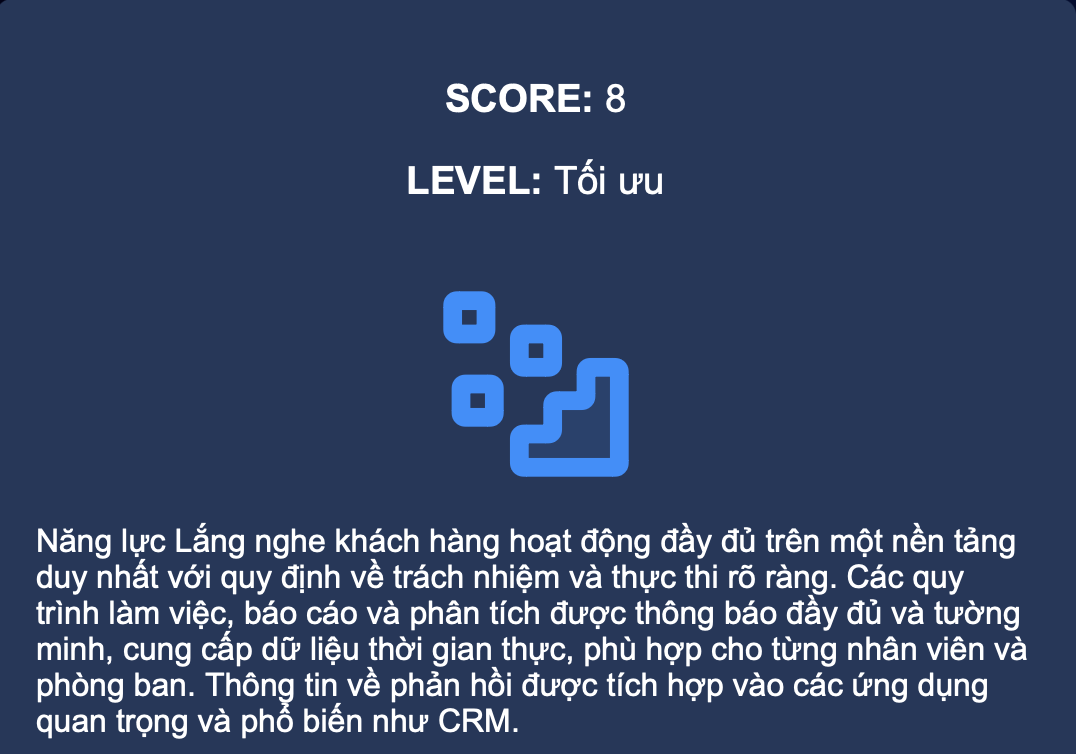 SCORE: 8
LEVEL: Tối ưu
Năng lực Lắng nghe khách hàng hoạt động đầy đủ trên một nền tảng
duy nhất với quy định về trách nhiệm và thực thi rõ ràng. Các quy
trình làm việc, báo cáo và phân tích được thông báo đầy đủ và tường
minh, cung cấp dữ liệu thời gian thực, phù hợp cho từng nhân viên và
phòng ban. Thông tin về phản hồi được tích hợp vào các ứng dụng
quan trọng và phổ biến như CRM.